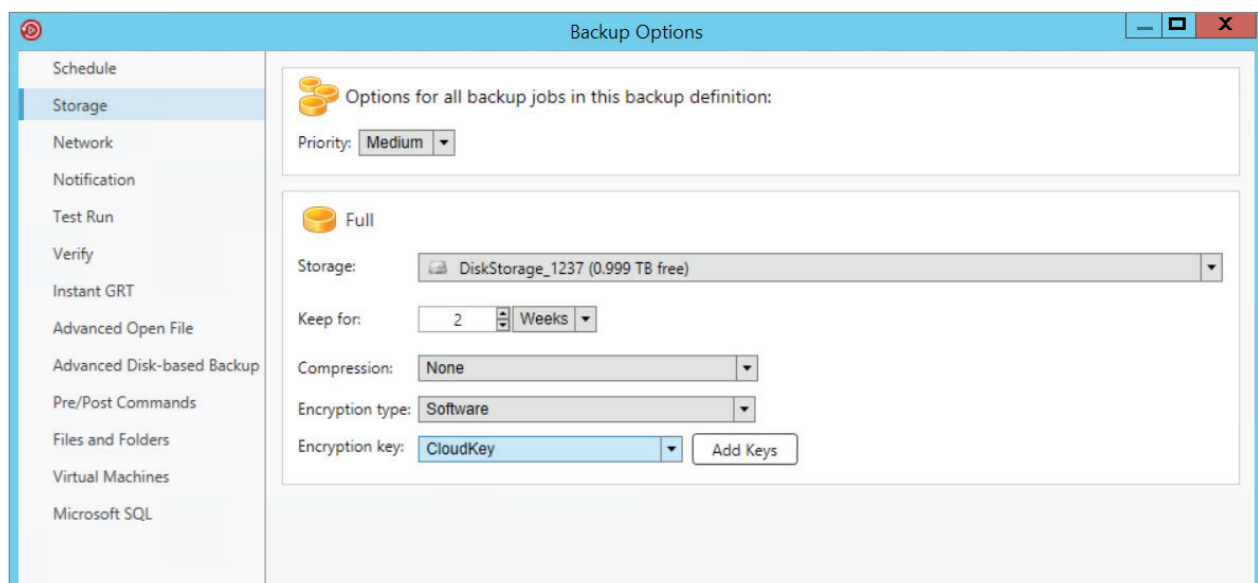 Backup Options
Schedule
Storage
Network
Notification
Test Run
Verify
Instant GRT
Advanced Open File
Advanced Disk-based Backup
Pre/Post Commands
Files and Folders
Virtual Machines
Microsoft SQL
Options for all backup jobs in this backup definition:
Priority: Medium
Full
Storage: DiskStorage_1237 (0.999 TB free)
Keep for: 2 Weeks
Compression: None
Encryption type: Software
Encryption key: CloudKey Add Keys